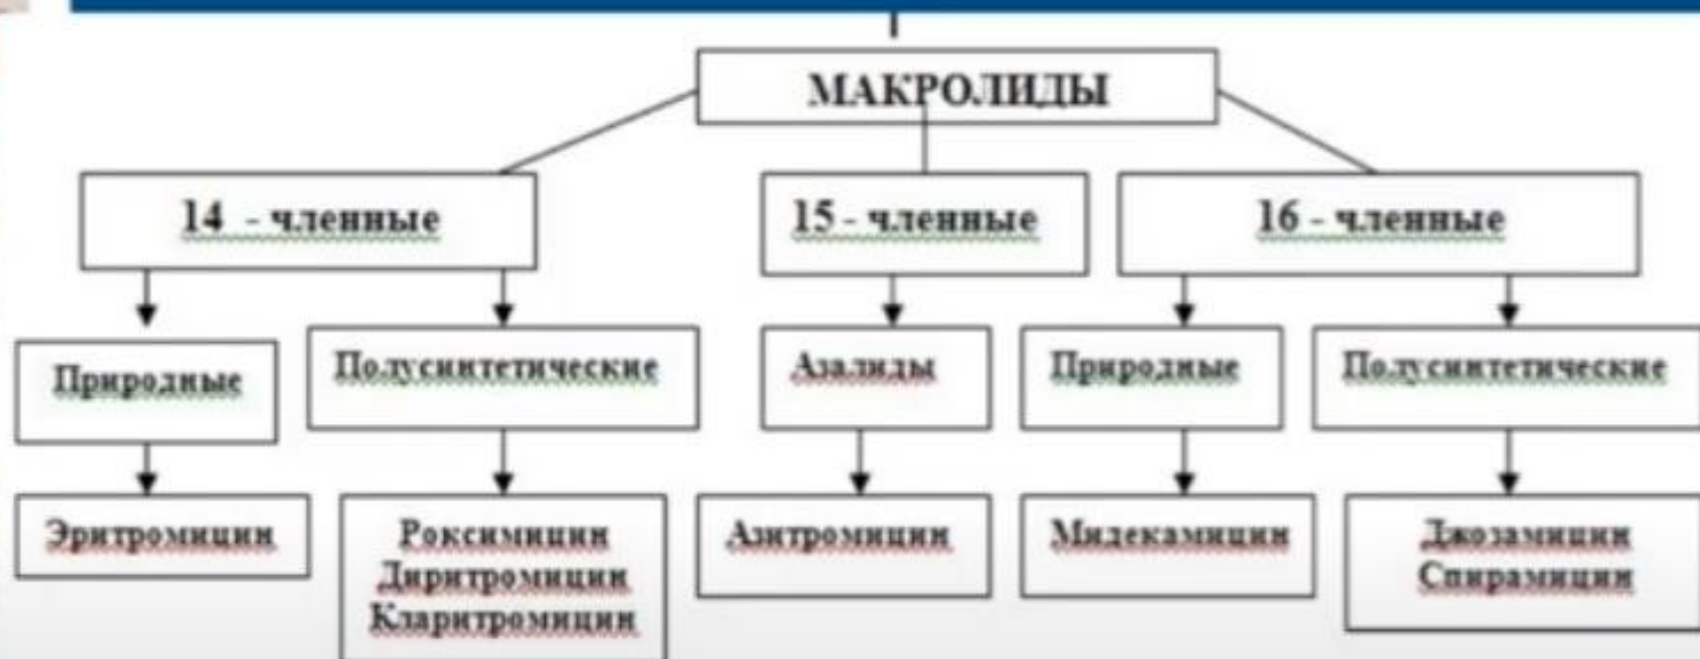 МАКРОЛИДЫ
14 - членные
15 - членные
16 - членные
Природные
Полусинтетические
Азалиды
Природные
Полусинтетические
Эритромицин
Роксимицин
Диритромицин
Кларитромицин
Азитромицин
Мидекамицин
Джозамицин
Спирамицин